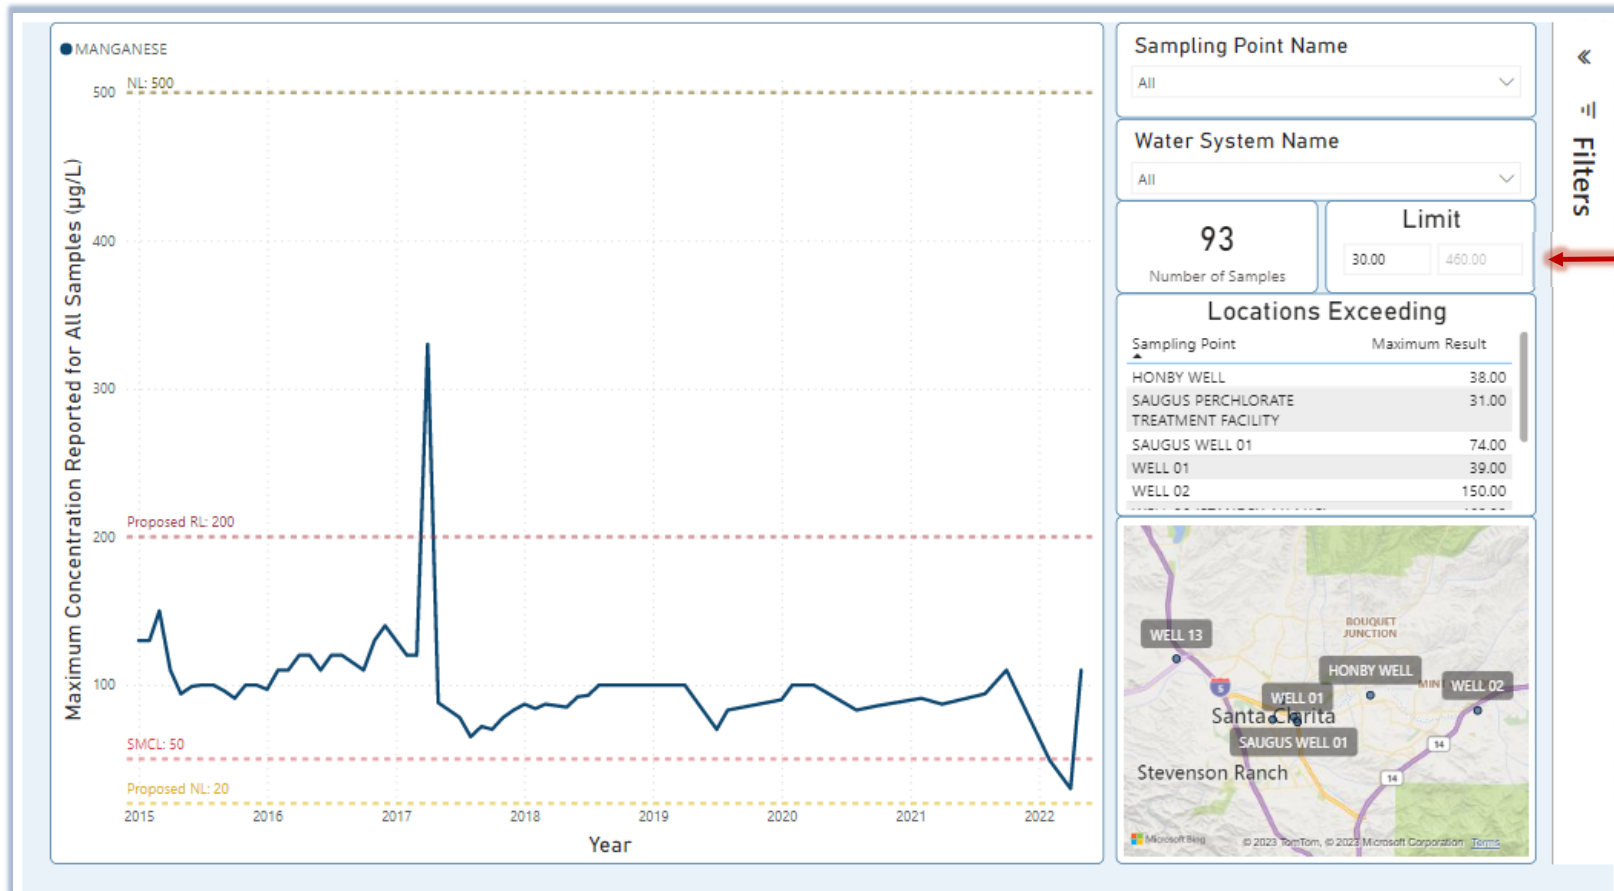 MANGANESE
Maximum Concentration Reported for All Samples (µg/L)
500
400
300
200
100
NL: 500
Proposed RL: 200
SMCL: 50
Proposed NL: 20
2015
2016
2017
2018
2019
2020
2021
2022
Year
Sampling Point Name
All
Water System Name
All
93
Number of Samples
Limit
30.00
460.00
Locations Exceeding
Sampling Point Maximum Result
HONBY WELL 38.00
SAUGUS PERCHLORATE 31.00
TREATMENT FACILITY
SAUGUS WELL 01 74.00
WELL 01 39.00
WELL 02 150.00
WELL 13
BOUQUET
JUNCTION
HONBY WELL
WELL 02
5
WELL 01
Santa Clarita
SAUGUS WELL 01
14
Stevenson Ranch
14
Microsoft Bing
© 2023 TomTom, © 2023 Microsoft Corporation Terms
Filters